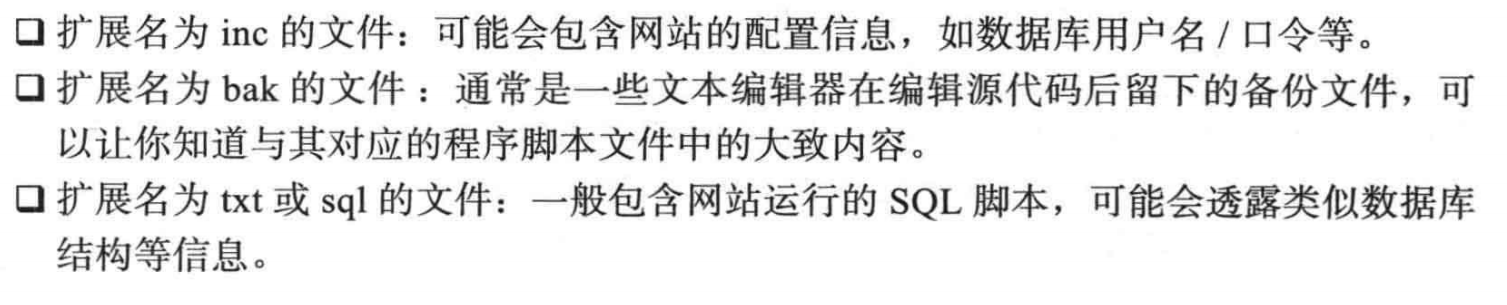 ❑ 扩展名为 inc 的文件：可能会包含网站的配置信息，如数据库用户名 / 口令等。
❑ 扩展名为 bak 的文件：通常是一些文本编辑器在编辑源代码后留下的备份文件，可
以让你知道与其对应的程序脚本文件中的大致内容。
❑ 扩展名为 txt 或 sql 的文件：一般包含网站运行的 SQL 脚本，可能会透露类似数据库
结构等信息。